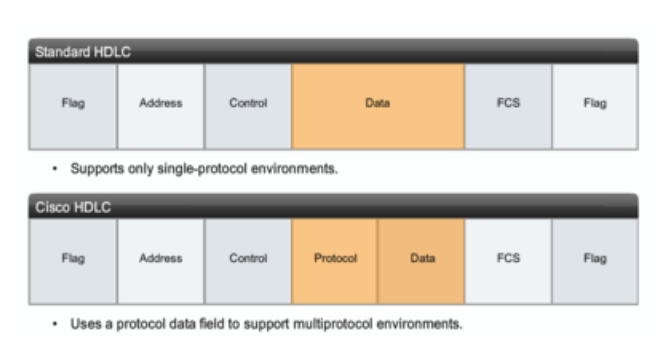 Standard HDLC
Flag Address Control Data FCS Flag
• Supports only single-protocol environments.
Cisco HDLC
Flag Address Control Protocol Data FCS Flag
• Uses a protocol data field to support multiprotocol environments.